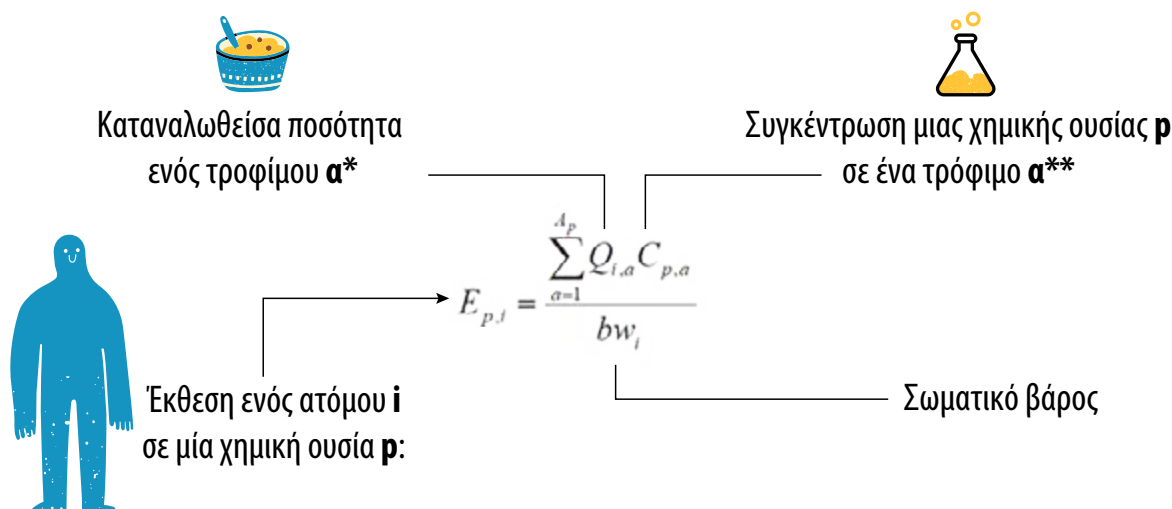 Καταναλωθείσα ποσότητα
ενός τροφίμου α*
Συγκέντρωση μιας χημικής ουσίας p
σε ένα τρόφιμο α**
A_p
∑ Q_{i,a} C_{p,a}
a=1
E_{p,i} =
bw_i
Έκθεση ενός ατόμου i
σε μία χημική ουσία p:
Σωματικό βάρος